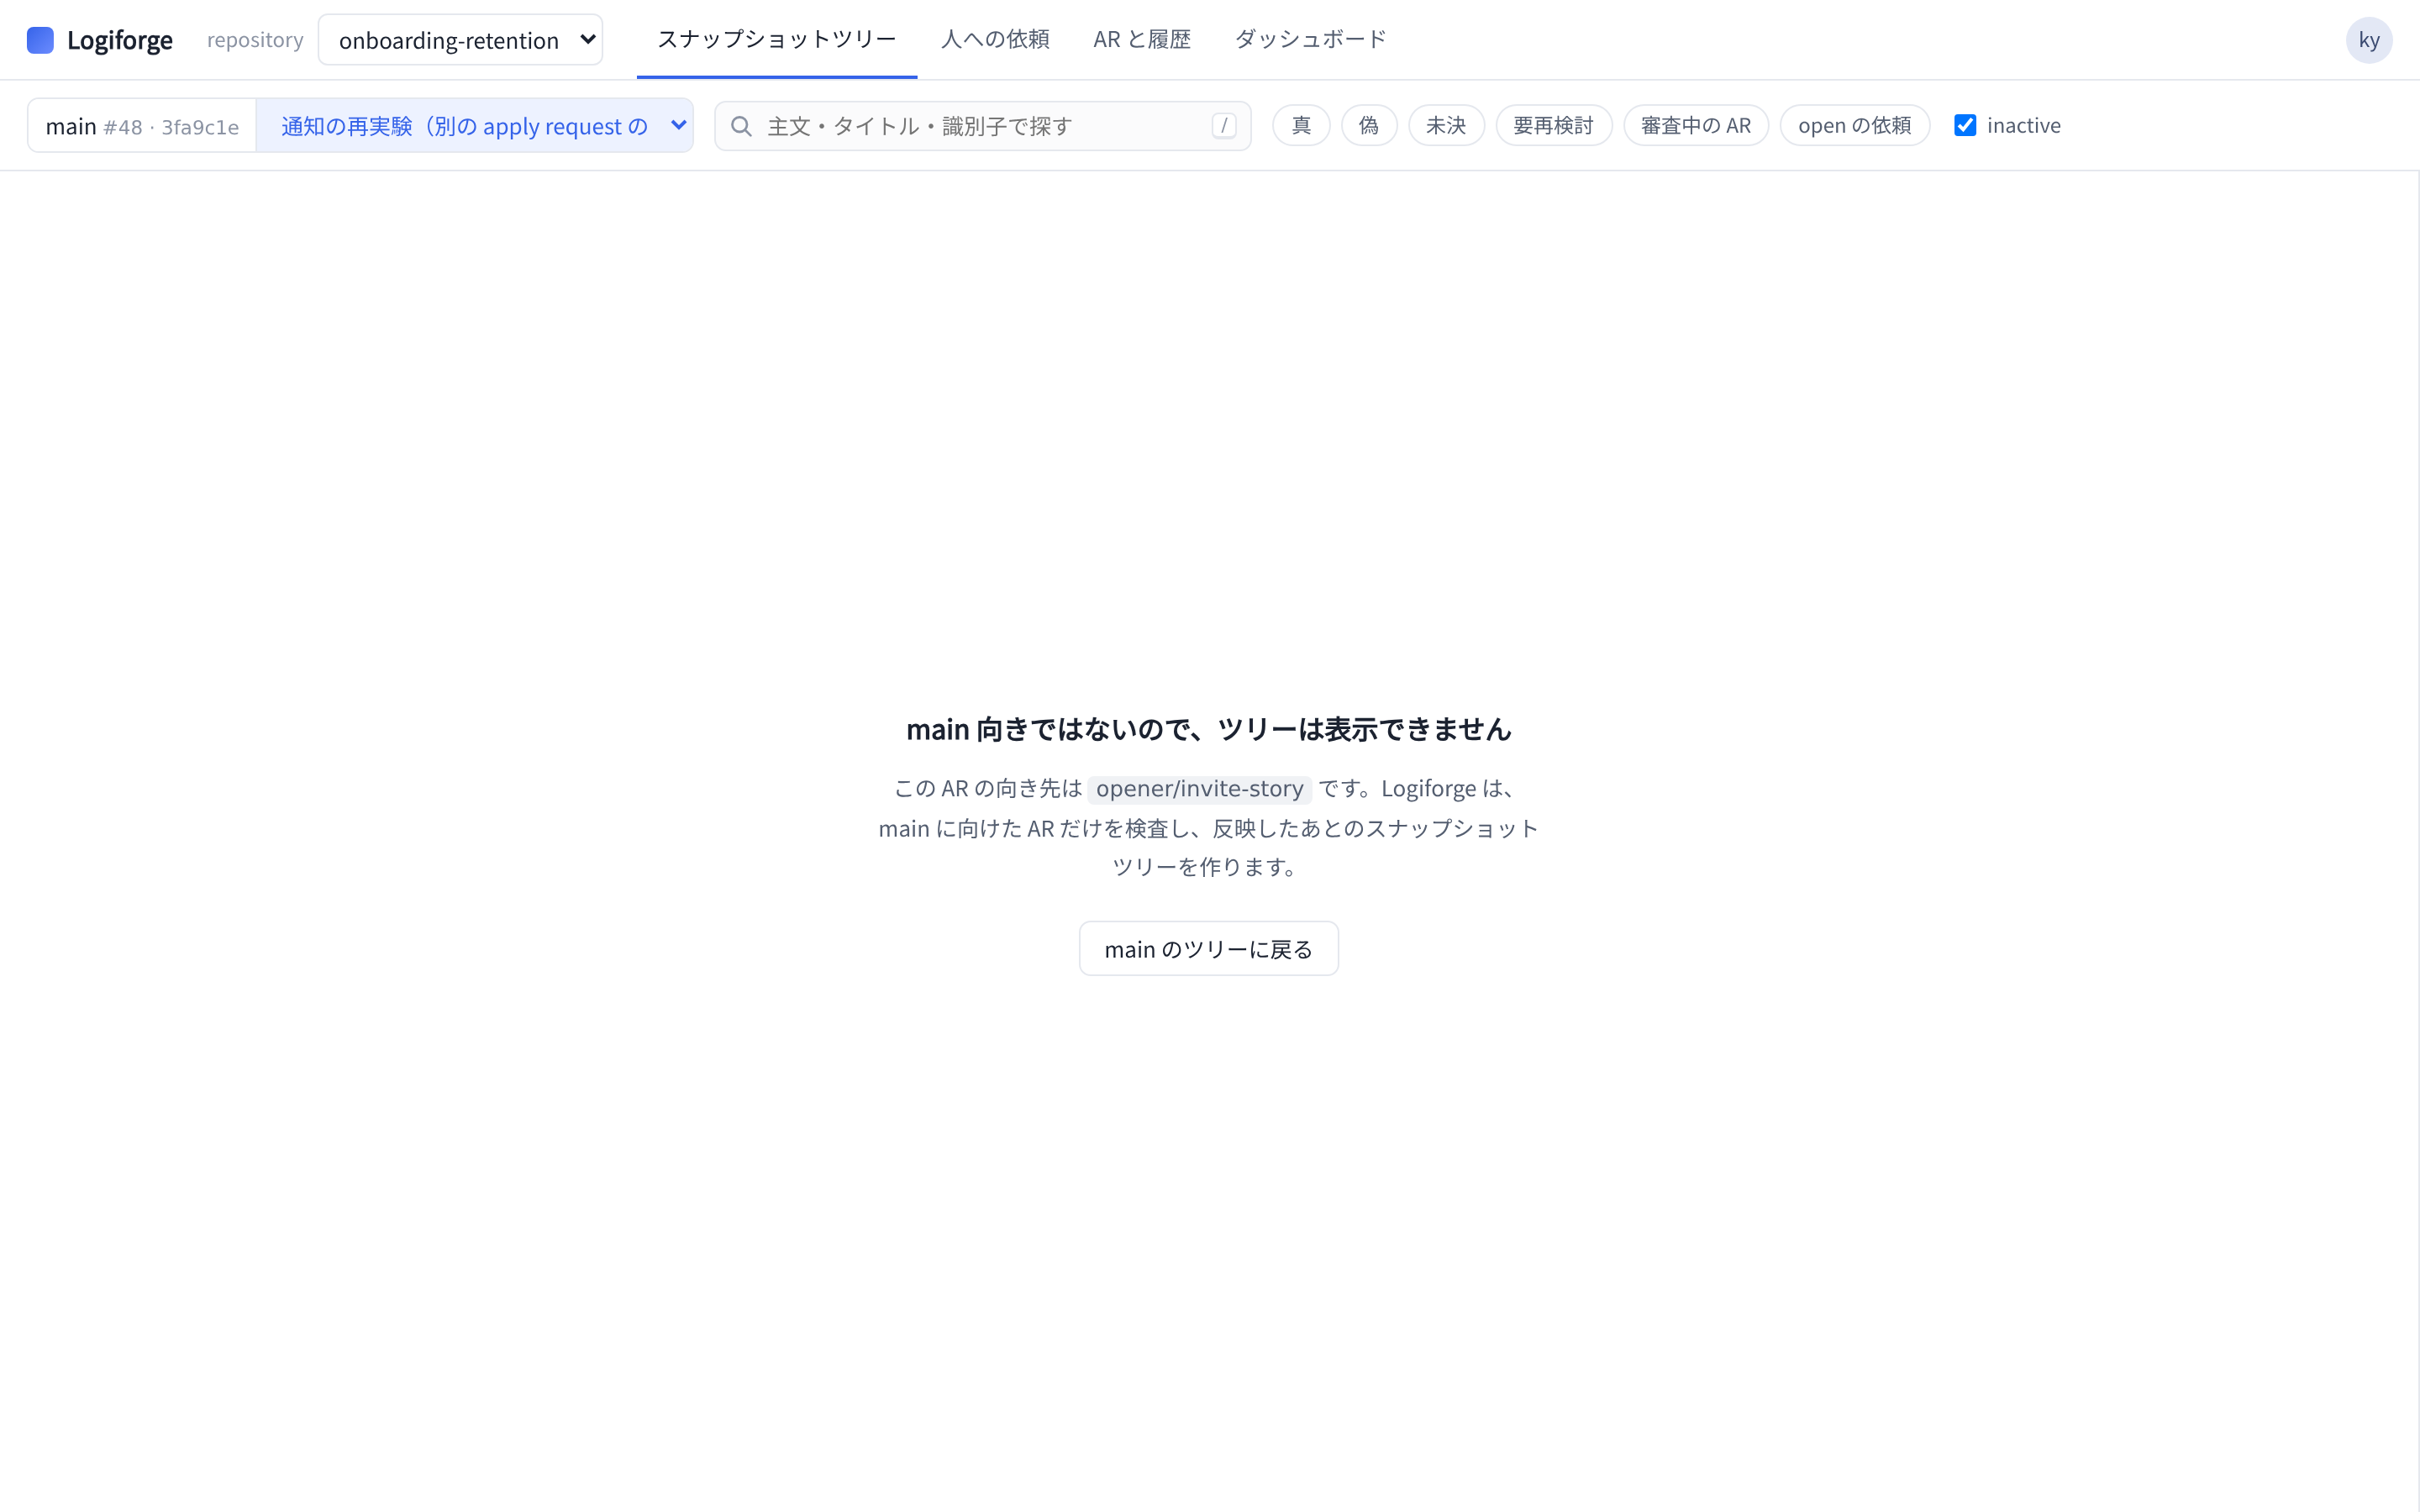 Logiforge repository onboarding-retention スナップショットツリー 人への依頼 AR と履歴 ダッシュボード ky
main #48 · 3fa9c1e 通知の再実験（別の apply request の 主文・タイトル・識別子で探す / 真 偽 未決 要再検討 審査中の AR open の依頼 inactive
main 向きではないので、ツリーは表示できません
この AR の向き先は opener/invite-story です。Logiforge は、
main に向けた AR だけを検査し、反映したあとのスナップショット
ツリーを作ります。
main のツリーに戻る